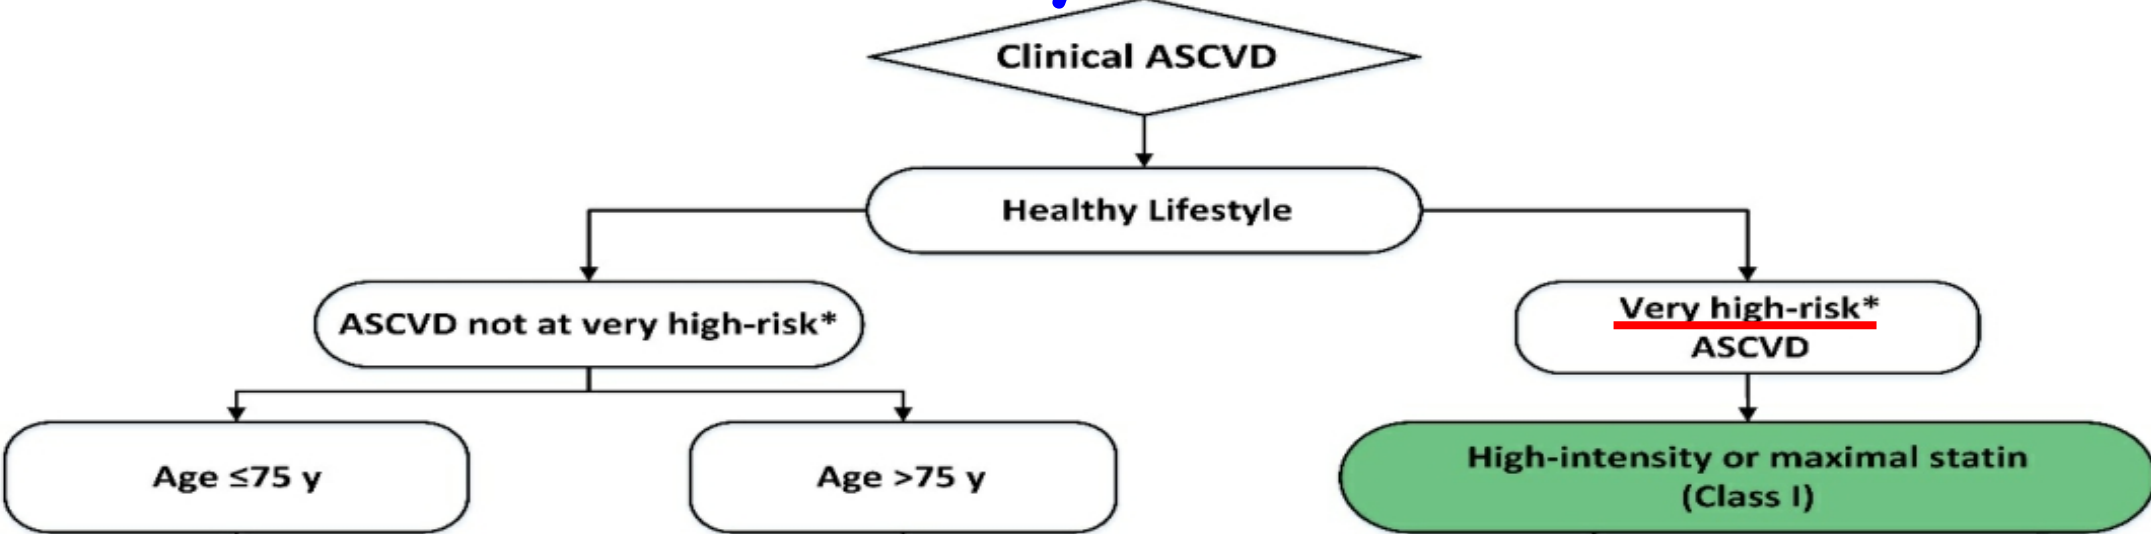 Clinical ASCVD
Healthy Lifestyle
ASCVD not at very high-risk*
Very high-risk*
ASCVD
Age ≤75 y
Age >75 y
High-intensity or maximal statin
(Class I)